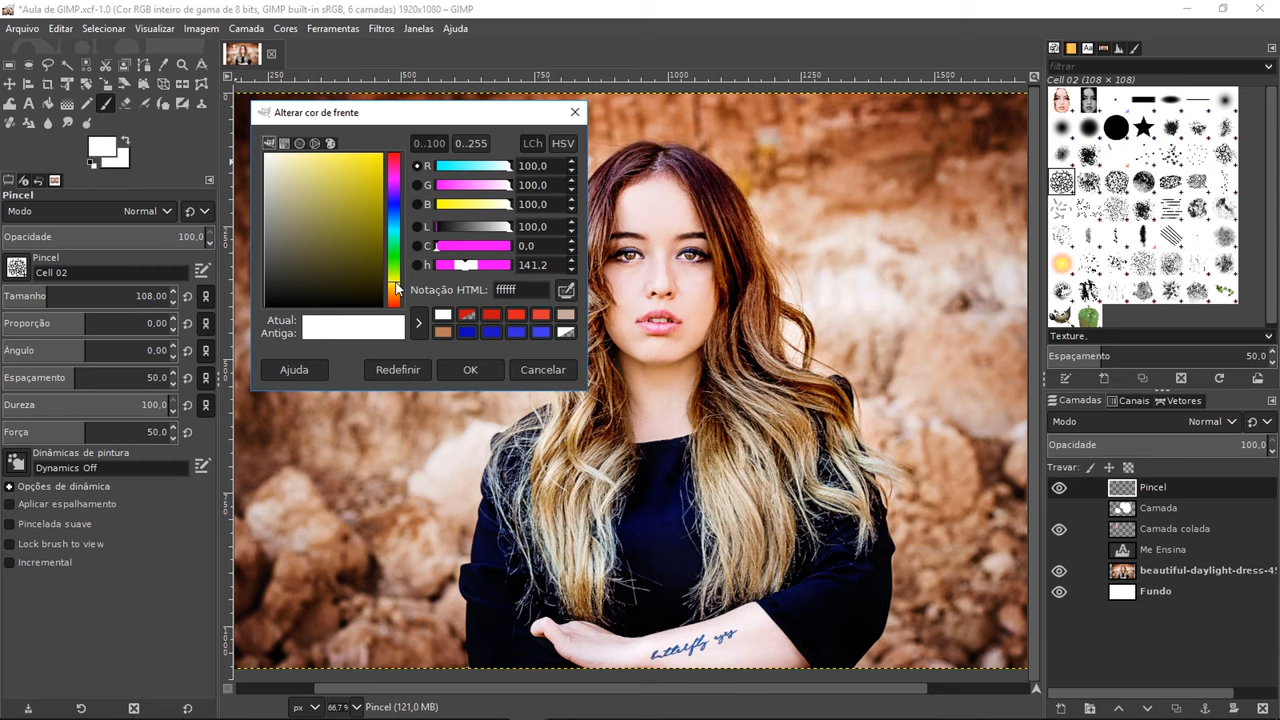 *Aula de GIMP.xcf-1.0 (Cor RGB inteiro de gama de 8 bits, GIMP built-in sRGB, 6 camadas) 1920x1080 – GIMP
Arquivo Editar Selecionar Visualizar Imagem Camada Cores Ferramentas Filtros Janelas Ajuda
250 500 750 1000 1250 1500
filtrar
Cell 02 (108 × 108)
Alterar cor de frente
0..100 0..255 LCh HSV
R 100,0
G 100,0
B 100,0
L 100,0
C 0,0
h 141,2
Notação HTML: ffffff
Atual:
Antiga:
Ajuda Redefinir OK Cancelar
Pincel
Modo Normal
Opacidade 100,0
Pincel
Cell 02
Tamanho 108,00
Proporção 0,00
Ângulo 0,00
Espaçamento 50,0
Dureza 100,0
Força 50,0
Dinâmicas de pintura
Dynamics Off
Opções de dinâmica
Aplicar espalhamento
Pincelada suave
Lock brush to view
Incremental
Texture,
Espaçamento 50,0
Camadas Canais Vetores
Modo Normal
Opacidade 100,0
Travar:
Pincel
Camada
Camada colada
Me Ensina
beautiful-daylight-dress-45
Fundo
butterfly eyes
px 66,7 % Pincel (121,0 MB)